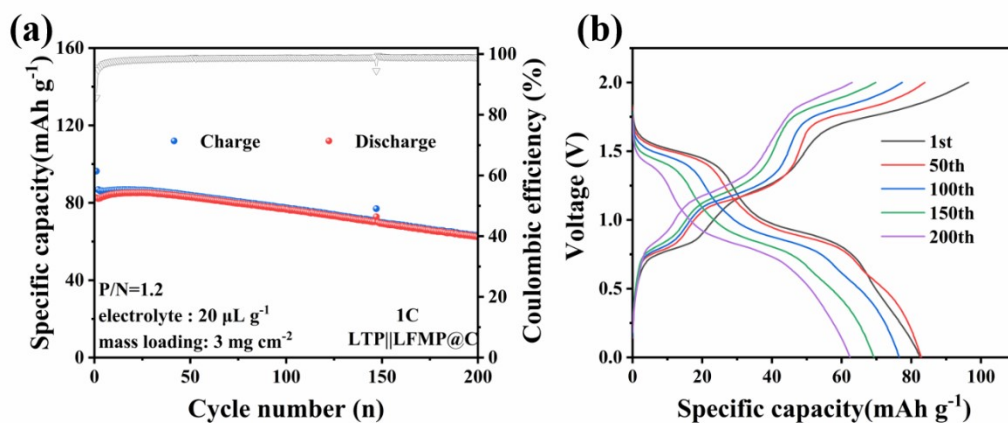 (a)
160
120
80
40
0
Specific capacity(mAh g⁻¹)
Charge
Discharge
P/N=1.2
electrolyte : 20 μL g⁻¹
mass loading: 3 mg cm⁻²
1C
LTP||LFMP@C
100
80
60
40
20
0
Coulombic efficiency (%)
0 50 100 150 200
Cycle number (n)
(b)
2.0
1.5
1.0
0.5
0.0
Voltage (V)
1st
50th
100th
150th
200th
0 20 40 60 80 100
Specific capacity(mAh g⁻¹)